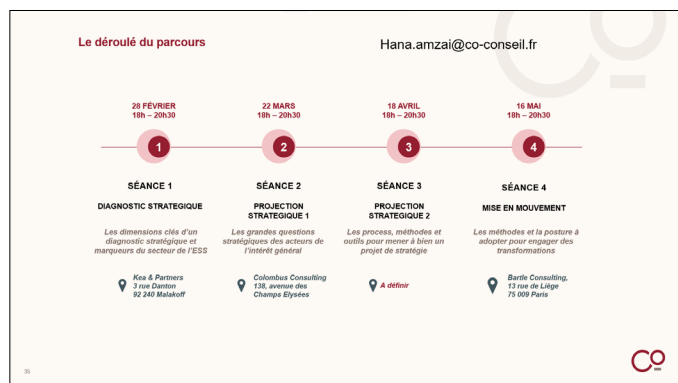 Le déroulé du parcours
Hana.amzai@co-conseil.fr
28 FÉVRIER
18h – 20h30
1
SÉANCE 1
DIAGNOSTIC STRATEGIQUE
Les dimensions clés d'un
diagnostic stratégique et
marqueurs du secteur de l'ESS
Kea & Partners
3 rue Danton
92 240 Malakoff
22 MARS
18h – 20h30
2
SÉANCE 2
PROJECTION
STRATEGIQUE 1
Les grandes questions
stratégiques des acteurs de
l'intérêt général
Colombus Consulting
138, avenue des
Champs Elysées
18 AVRIL
18h – 20h30
3
SÉANCE 3
PROJECTION
STRATEGIQUE 2
Les process, méthodes et
outils pour mener à bien un
projet de stratégie
A définir
16 MAI
18h – 20h30
4
SÉANCE 4
MISE EN MOUVEMENT
Les méthodes et la posture à
adopter pour engager des
transformations
Bartle Consulting,
13 rue de Liège
75 009 Paris
35
Co